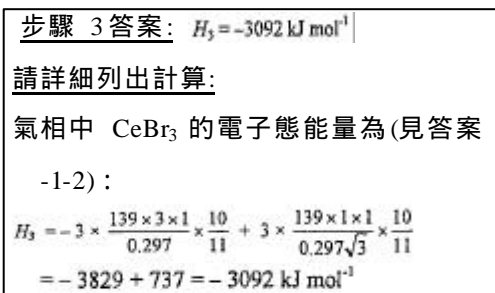 步驟 3答案: H₃ = –3092 kJ mol⁻¹
請詳細列出計算:
氣相中 CeBr₃ 的電子態能量為(見答案
-1-2)：
H₃ = – 3 × (139 × 3 × 1)/0.297 × 10/11 + 3 × (139 × 1 × 1)/(0.297√3) × 10/11
= – 3829 + 737 = – 3092 kJ mol⁻¹